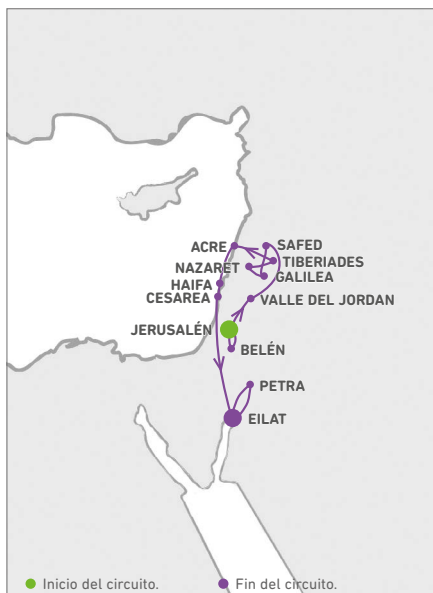 ACRE
SAFED
TIBERIADES
NAZARET
GALILEA
HAIFA
CESAREA
VALLE DEL JORDAN
JERUSALÉN
BELÉN
PETRA
EILAT
Inicio del circuito.
Fin del circuito.